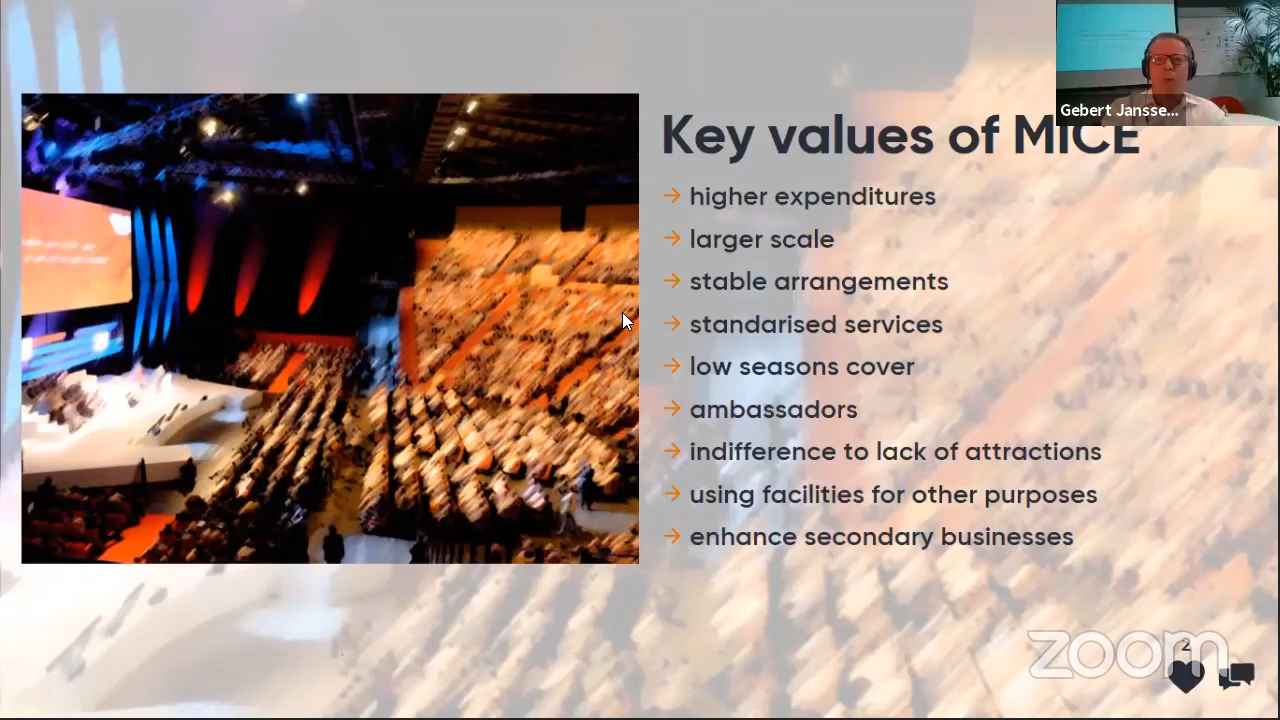 Gebert Jansse...
Key values of MICE
→ higher expenditures
→ larger scale
→ stable arrangements
→ standarised services
→ low seasons cover
→ ambassadors
→ indifference to lack of attractions
→ using facilities for other purposes
→ enhance secondary businesses
zoom
2